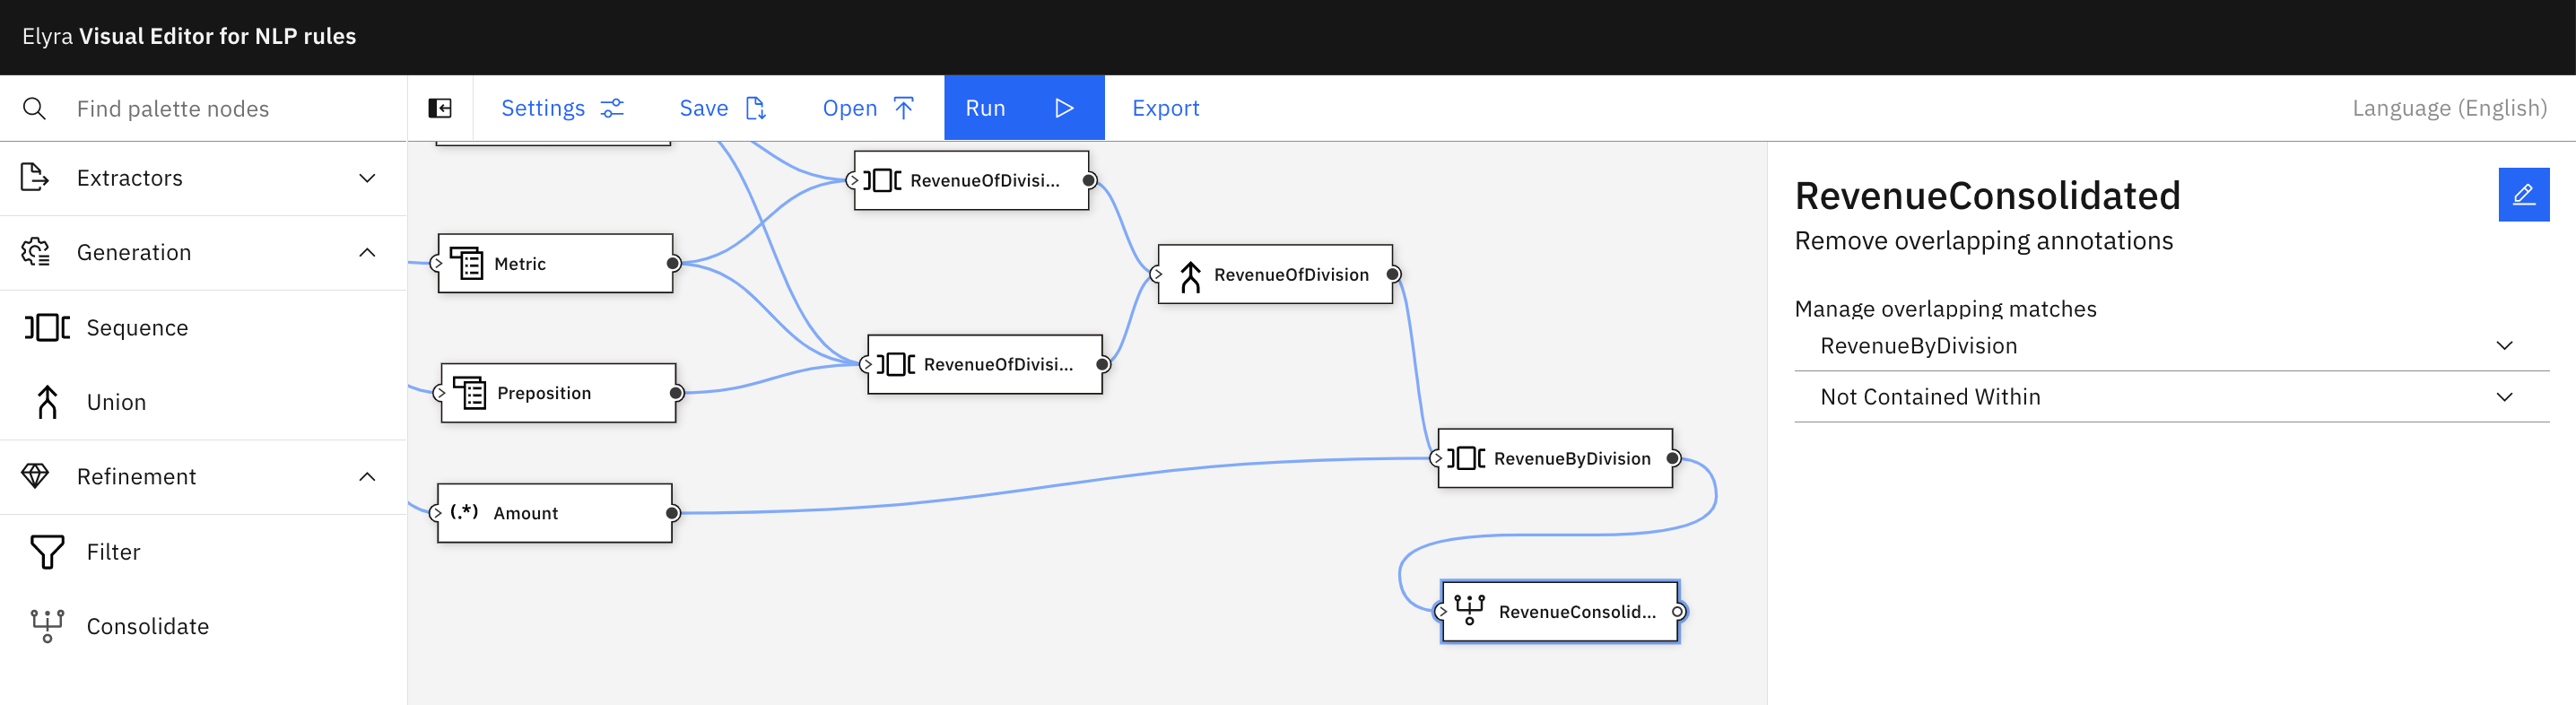 Elyra Visual Editor for NLP rules
Find palette nodes
Settings
Save
Open
Run
Export
Language (English)
Extractors
Generation
Sequence
Union
Refinement
Filter
Consolidate
RevenueOfDivisi...
Metric
RevenueOfDivision
RevenueOfDivisi...
Preposition
RevenueByDivision
(.*) Amount
RevenueConsolid...
RevenueConsolidated
Remove overlapping annotations
Manage overlapping matches
RevenueByDivision
Not Contained Within